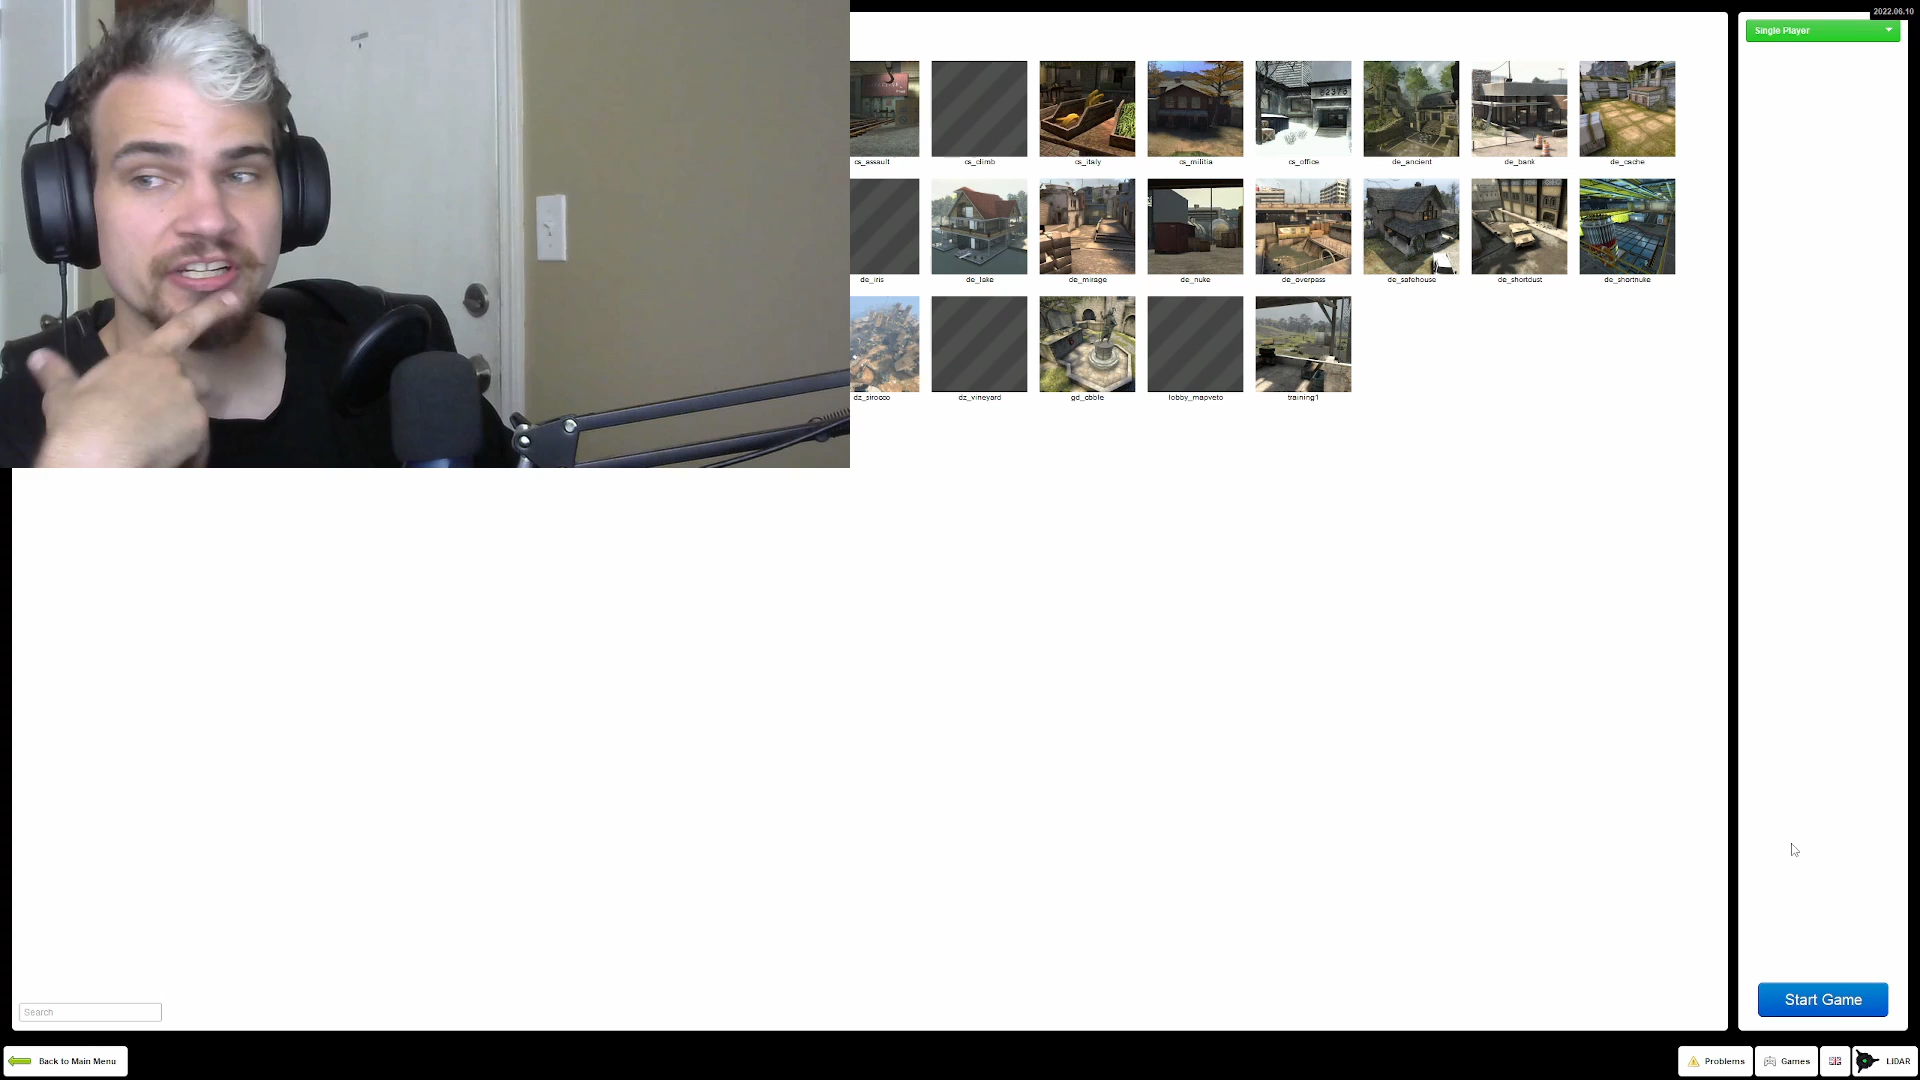 2022.06.10
Single Player
cs_assault
cs_climb
cs_italy
cs_militia
cs_office
de_ancient
de_bank
de_cache
de_iris
de_lake
de_mirage
de_nuke
de_overpass
de_safehouse
de_shortdust
de_shortnuke
dz_sirocco
dz_vineyard
gd_cbble
lobby_mapveto
training1
Search
Start Game
Back to Main Menu
Problems
Games
LIDAR